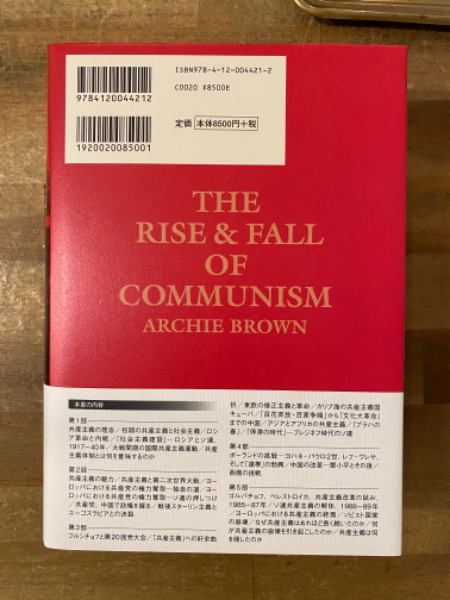 ISBN978-4-12-004421-2
C0020 ¥8500E
9784120044212
定価 本体8500円+税
1920020085001
THE
RISE & FALL
OF
COMMUNISM
ARCHIE BROWN
本書の内容
第1部
共産主義の理念/初期の共産主義と社会主義/ロシ
ア革命と内戦/「社会主義建設」―ロシアとソ連、
1917-40年/大戦間期の国際共産主義運動/共産
主義体制とは何を意味するのか
第2部
共産主義の魅力/共産主義と第二次世界大戦/ヨー
ロッパにおける共産党の権力奪取―独自の道/ヨー
ロッパにおける共産党の権力奪取―ソ連の押しつけ
/共産党、中国で政権を握る/戦後スターリン主義と
ユーゴスラビアとの決裂
第3部
フルシチョフと第20回党大会/「共産主義」への紆余曲
折/東欧の修正主義と革命/カリブ海の共産主義国
キューバ/「百花斉放・百家争鳴」から「文化大革命」
までの中国/アジアとアフリカの共産主義/「プラハの
春」/「停滞の時代」―ブレジネフ時代のソ連
第4部
ポーランドの挑戦―ヨハネ・パウロ2世、レフ・ワレサ、
そして「連帯」の勃興/中国の改革―鄧小平とその後/
西側の挑戦
第5部
ゴルバチョフ、ペレストロイカ、共産主義改革の試み、
1985-87年/ソ連共産主義の解体、1988-89年
/ヨーロッパにおける共産主義の終焉/ソビエト国家
の崩壊/なぜ共産主義はあれほど長く続いたのか/何
が共産主義の崩壊を引き起こしたのか/共産主義は何
を残したのか